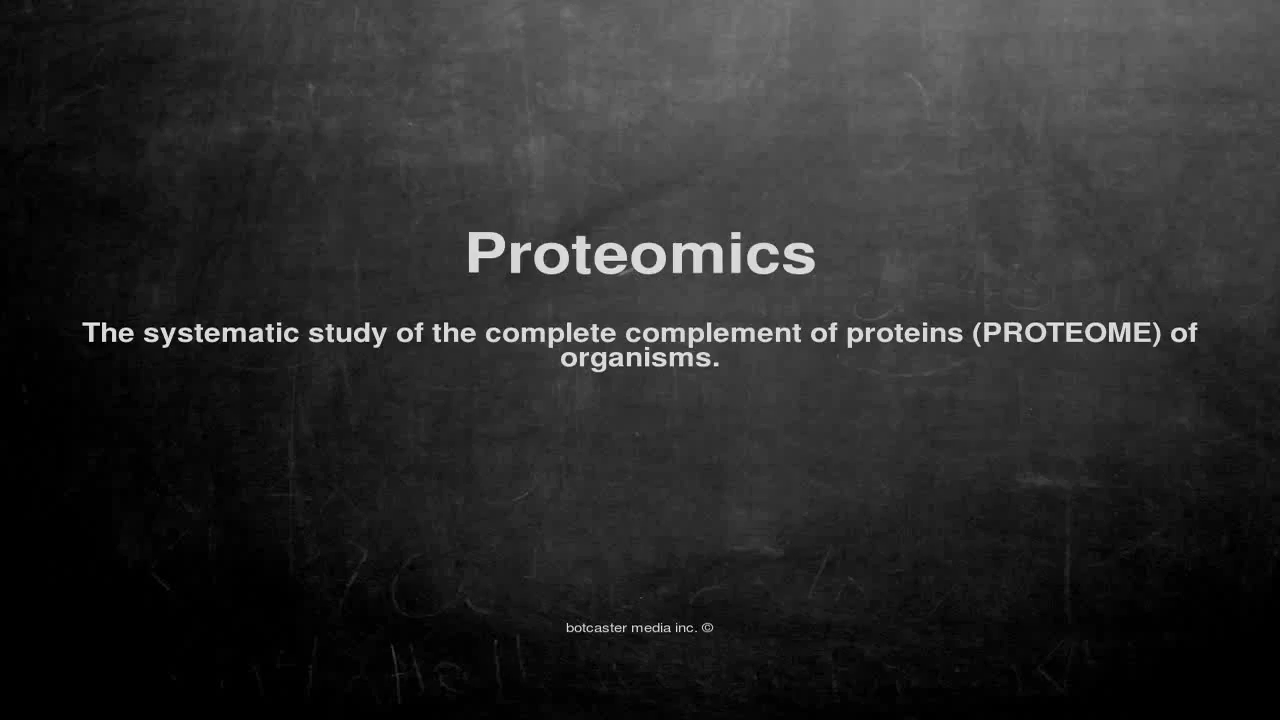 Proteomics
The systematic study of the complete complement of proteins (PROTEOME) of
organisms.
botcaster media inc. ©